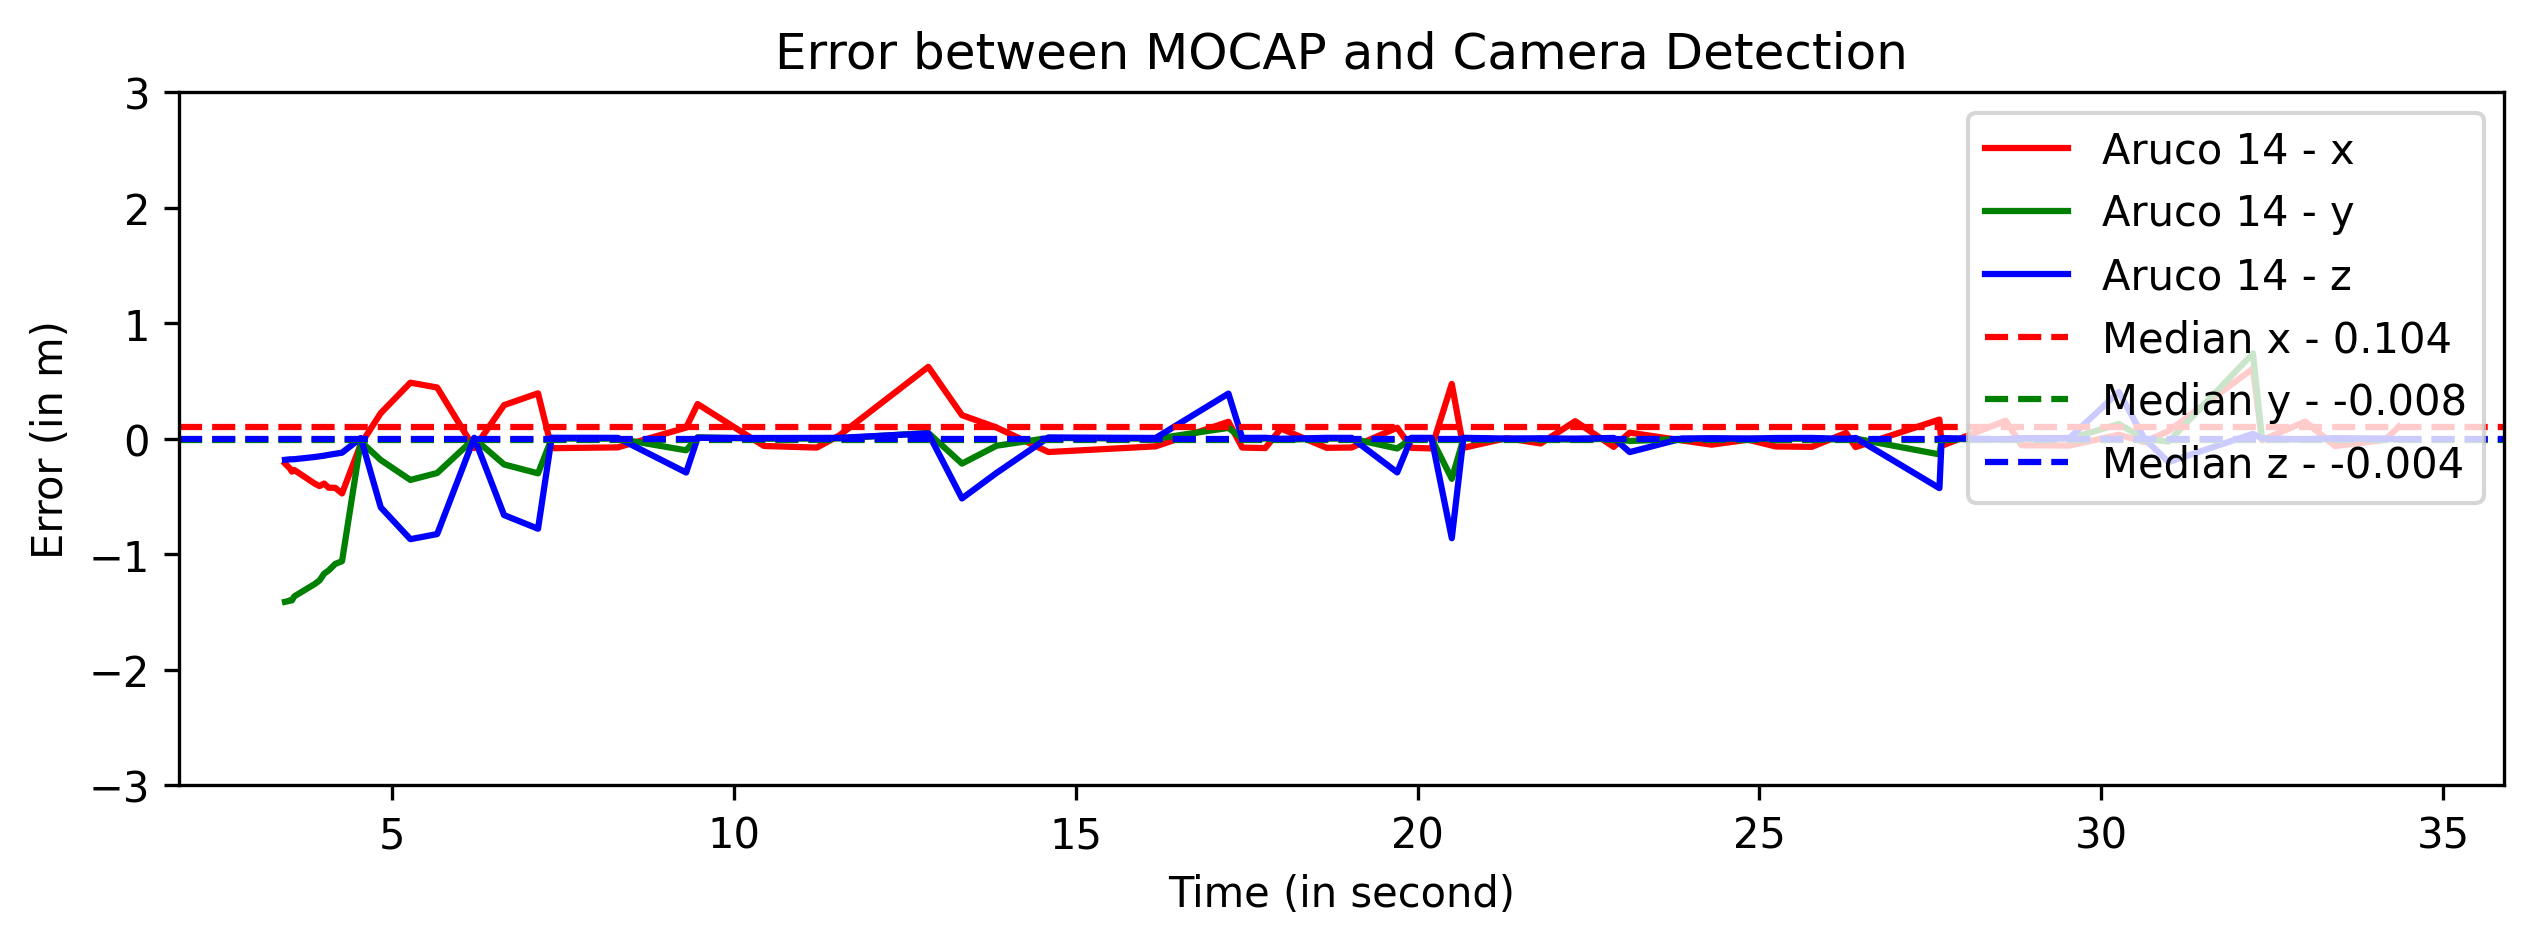 Error between MOCAP and Camera Detection
3
2
1
0
−1
−2
−3
Error (in m)
Aruco 14 - x
Aruco 14 - y
Aruco 14 - z
Median x - 0.104
Median y - -0.008
Median z - -0.004
5 10 15 20 25 30 35
Time (in second)